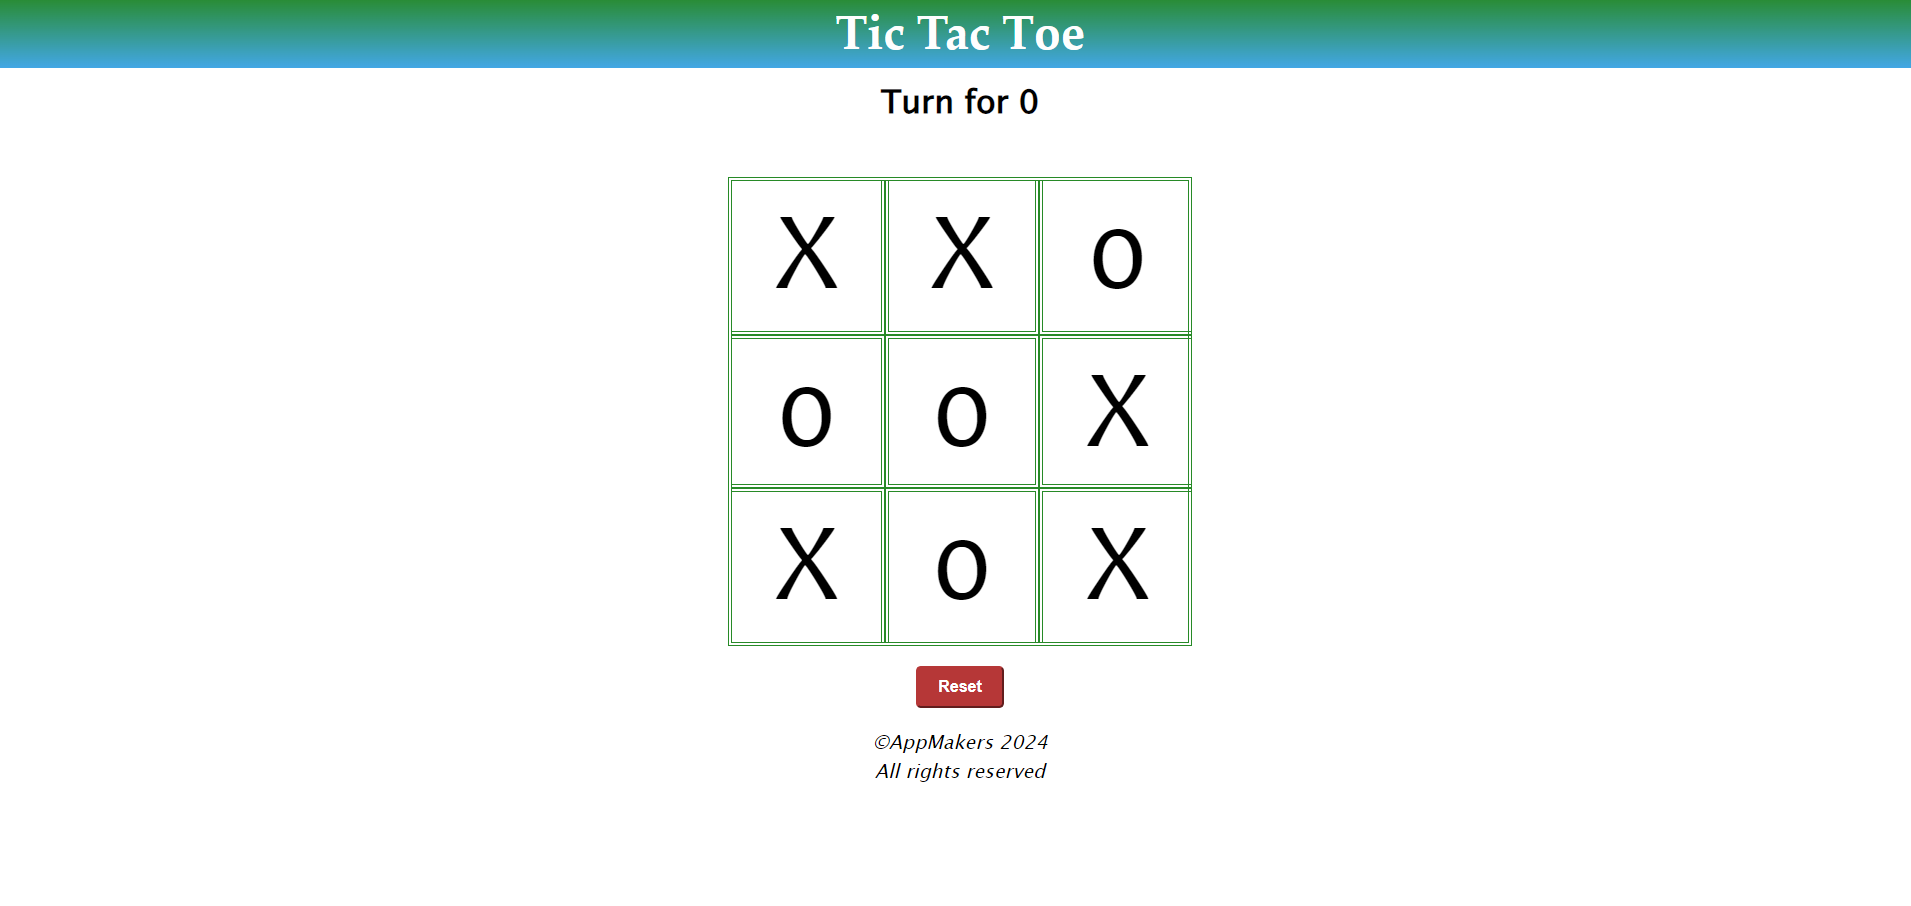 Tic Tac Toe
Turn for 0
X X o
o o X
X o X
Reset
©AppMakers 2024
All rights reserved